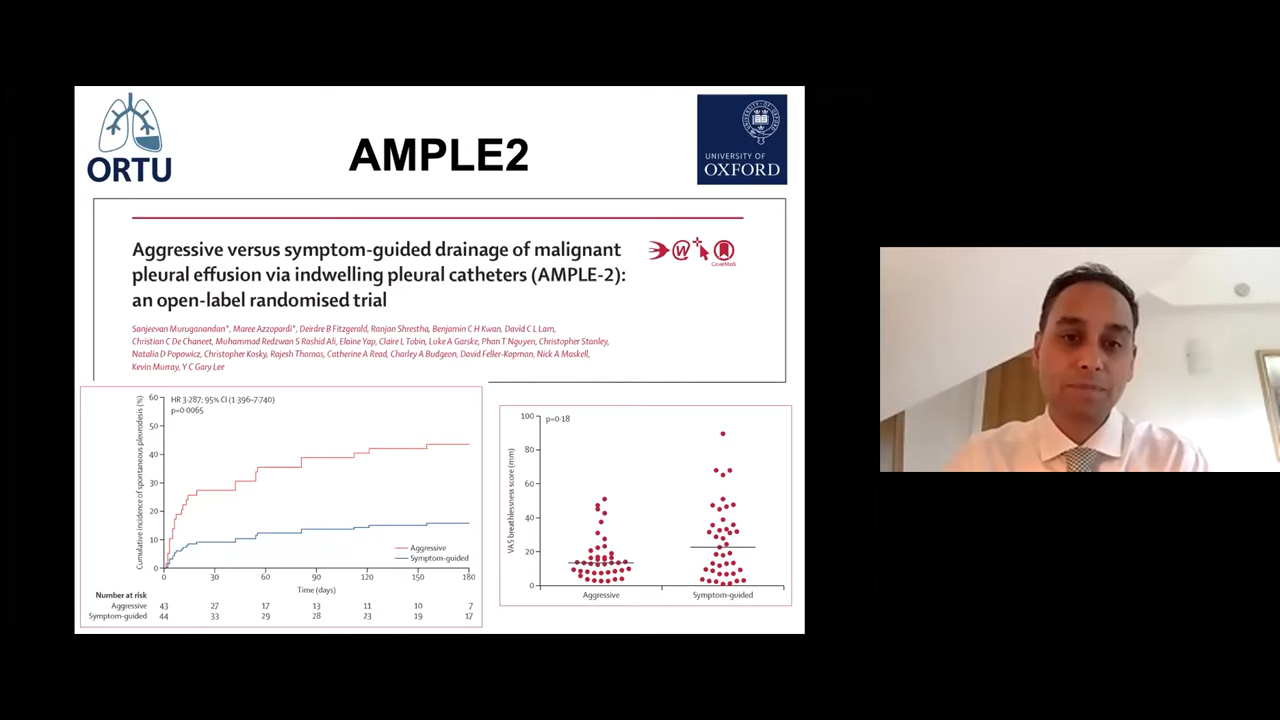 ORTU
AMPLE2
UNIVERSITY OF
OXFORD
Aggressive versus symptom-guided drainage of malignant
pleural effusion via indwelling pleural catheters (AMPLE-2):
an open-label randomised trial
CrossMark
Sanjeevan Muruganandan*, Maree Azzopardi*, Deirdre B Fitzgerald, Ranjan Shrestha, Benjamin C H Kwan, David C L Lam,
Christian C De Chaneet, Muhammad Redzwan S Rashid Ali, Elaine Yap, Claire L Tobin, Luke A Garske, Phan T Nguyen, Christopher Stanley,
Natalia D Popowicz, Christopher Kosky, Rajesh Thomas, Catherine A Read, Charley A Budgeon, David Feller-Kopman, Nick A Maskell,
Kevin Murray, Y C Gary Lee
HR 3·287; 95% CI (1·396–7·740)
p=0·0065
Cumulative incidence of spontaneous pleurodesis (%)
60
50
40
30
20
10
0
Aggressive
Symptom-guided
0 30 60 90 120 150 180
Time (days)
Number at risk
Aggressive 43 27 17 13 11 10 7
Symptom-guided 44 33 29 28 23 19 17
p=0·18
VAS breathlessness score (mm)
100
80
60
40
20
0
Aggressive Symptom-guided